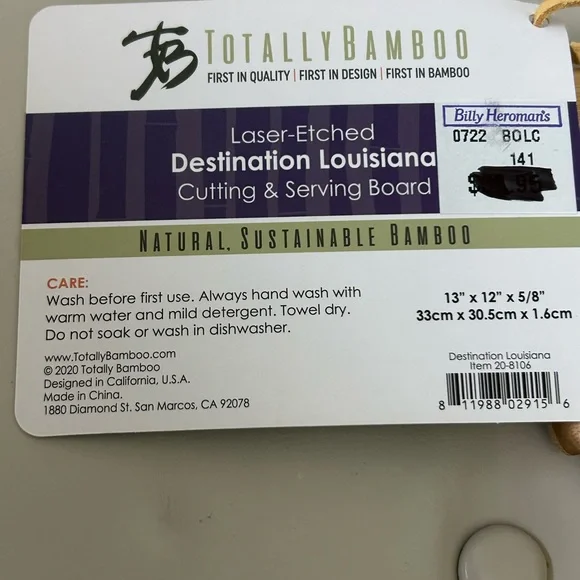 TB
TOTALLY BAMBOO
FIRST IN QUALITY | FIRST IN DESIGN | FIRST IN BAMBOO
Laser-Etched
Destination Louisiana
Cutting & Serving Board
Billy Heroman's
0722 BOLC
141
NATURAL, SUSTAINABLE BAMBOO
CARE:
Wash before first use. Always hand wash with
warm water and mild detergent. Towel dry.
Do not soak or wash in dishwasher.
13" x 12" x 5/8"
33cm x 30.5cm x 1.6cm
www.TotallyBamboo.com
© 2020 Totally Bamboo
Designed in California, U.S.A.
Made in China.
1880 Diamond St. San Marcos, CA 92078
Destination Louisiana
Item 20-8106
8 11988 02915 6